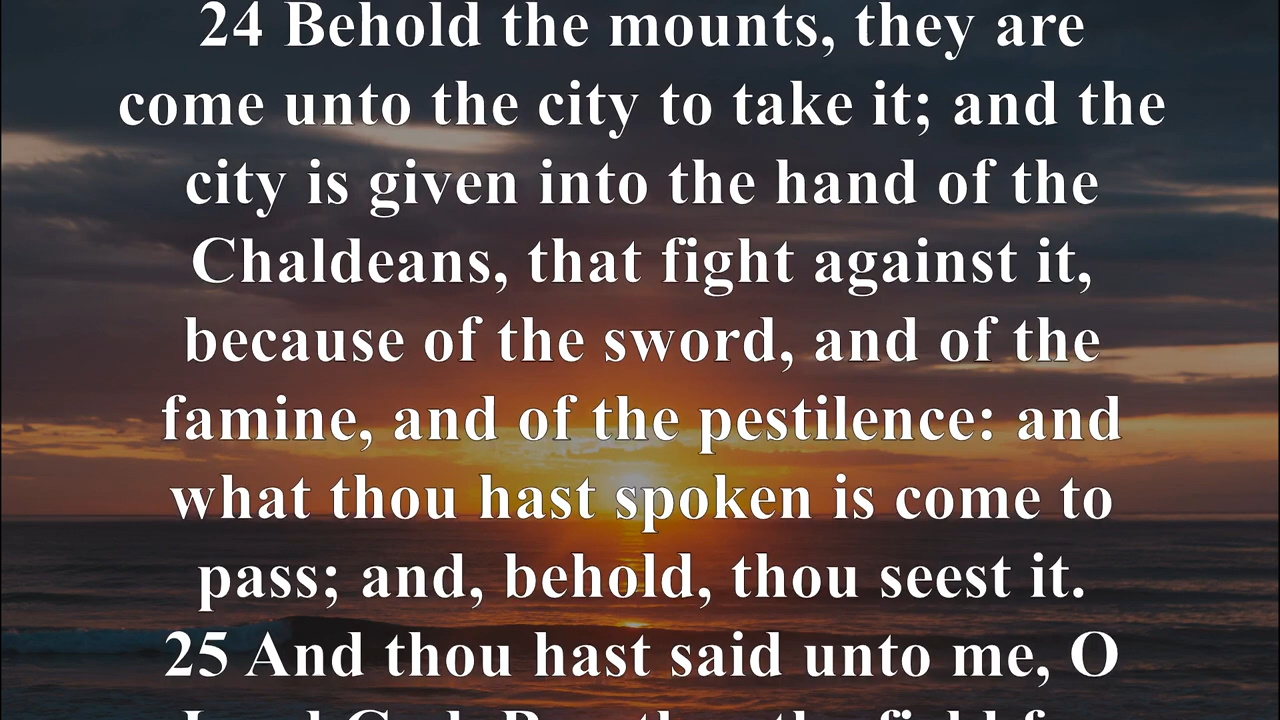 24 Behold the mounts, they are
come unto the city to take it; and the
city is given into the hand of the
Chaldeans, that fight against it,
because of the sword, and of the
famine, and of the pestilence: and
what thou hast spoken is come to
pass; and, behold, thou seest it.
25 And thou hast said unto me, O